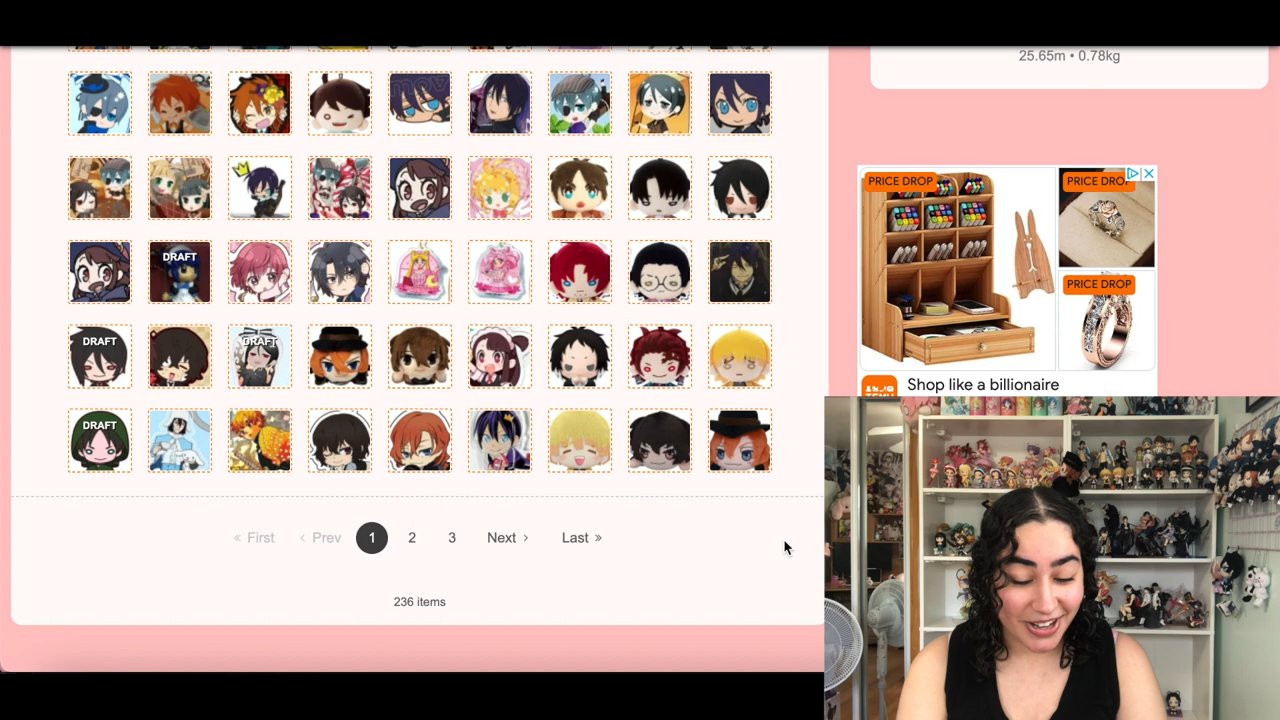 25.65m • 0.78kg
PRICE DROP
PRICE DROP
PRICE DROP
Shop like a billionaire
DRAFT
DRAFT
DRAFT
DRAFT
« First ‹ Prev 1 2 3 Next › Last »
236 items